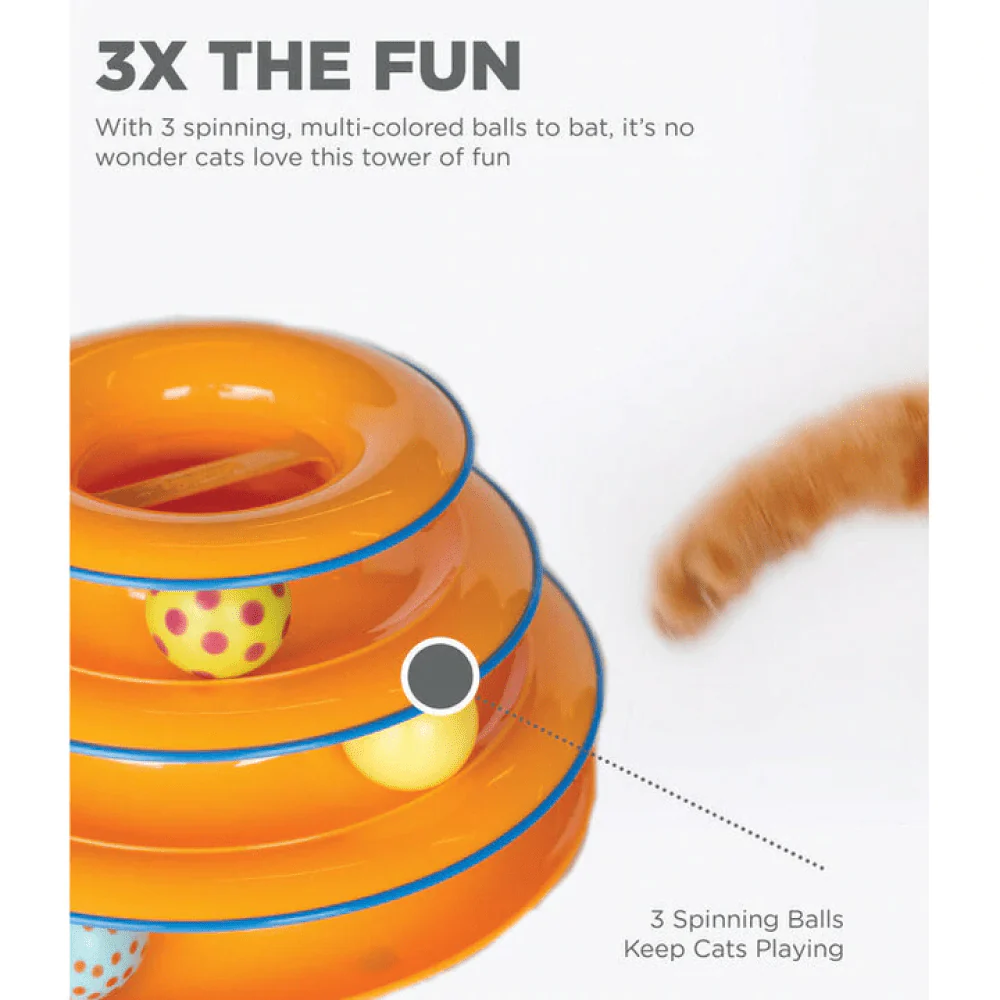 3X THE FUN
With 3 spinning, multi-colored balls to bat, it's no
wonder cats love this tower of fun
3 Spinning Balls
Keep Cats Playing